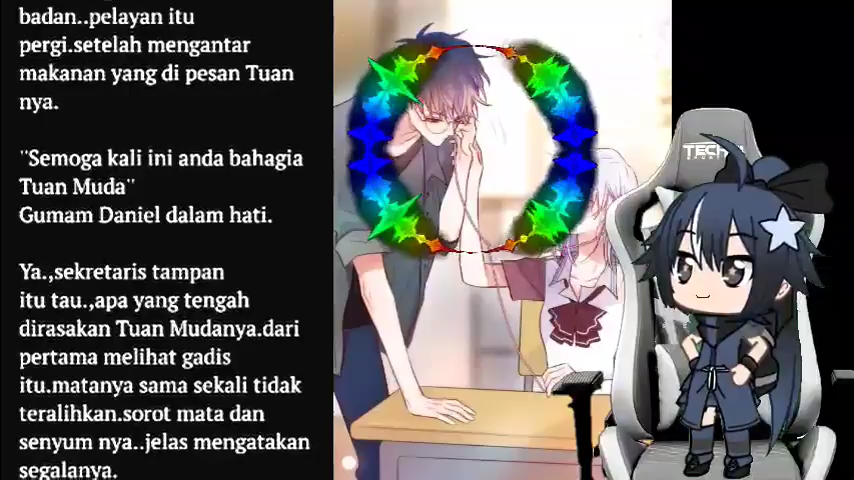 badan..pelayan itu
pergi.setelah mengantar
makanan yang di pesan Tuan
nya.
"Semoga kali ini anda bahagia
Tuan Muda"
Gumam Daniel dalam hati.
Ya.,sekretaris tampan
itu tau.,apa yang tengah
dirasakan Tuan Mudanya.dari
pertama melihat gadis
itu.matanya sama sekali tidak
teralihkan.sorot mata dan
senyum nya..jelas mengatakan
segalanya.